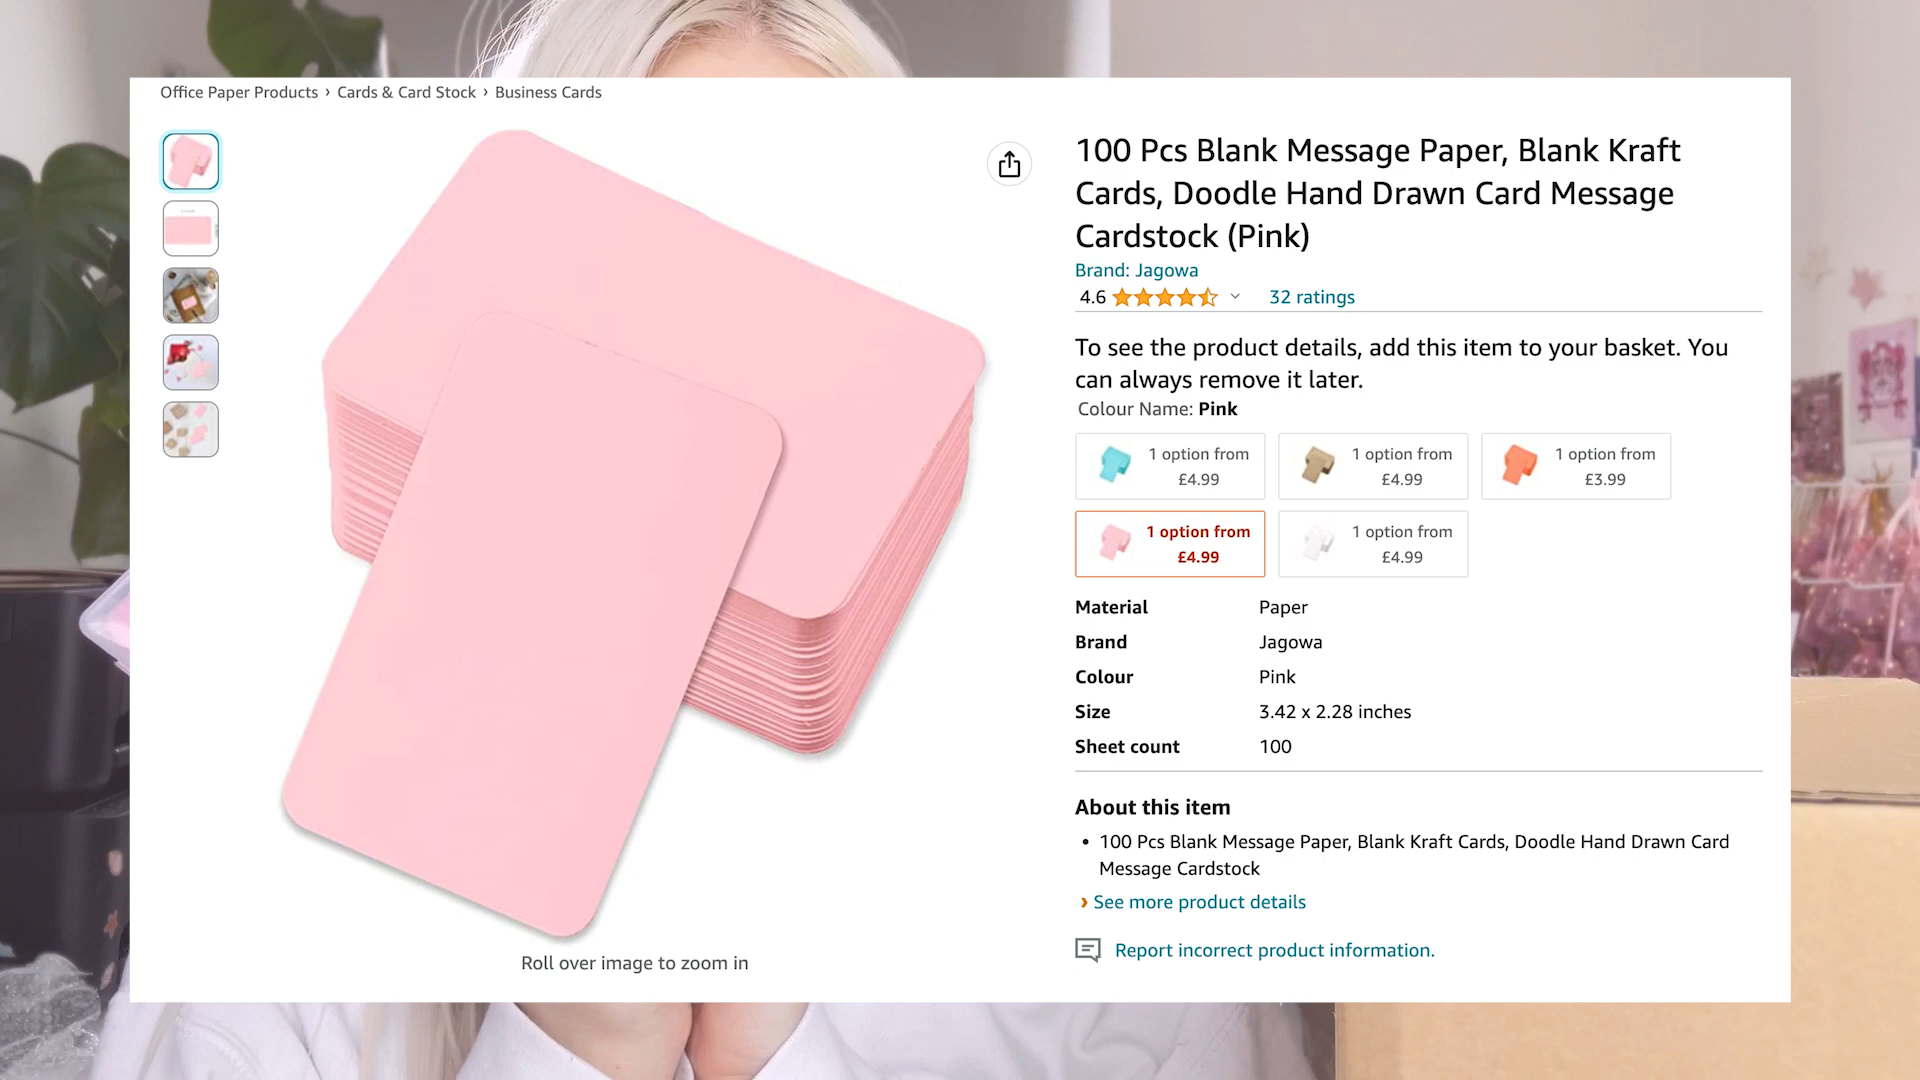 Office Paper Products › Cards & Card Stock › Business Cards
100 Pcs Blank Message Paper, Blank Kraft
Cards, Doodle Hand Drawn Card Message
Cardstock (Pink)
Brand: Jagowa
4.6 32 ratings
To see the product details, add this item to your basket. You
can always remove it later.
Colour Name: Pink
1 option from
£4.99
1 option from
£4.99
1 option from
£3.99
1 option from
£4.99
1 option from
£4.99
Material Paper
Brand Jagowa
Colour Pink
Size 3.42 x 2.28 inches
Sheet count 100
About this item
• 100 Pcs Blank Message Paper, Blank Kraft Cards, Doodle Hand Drawn Card
Message Cardstock
› See more product details
Report incorrect product information.
Roll over image to zoom in